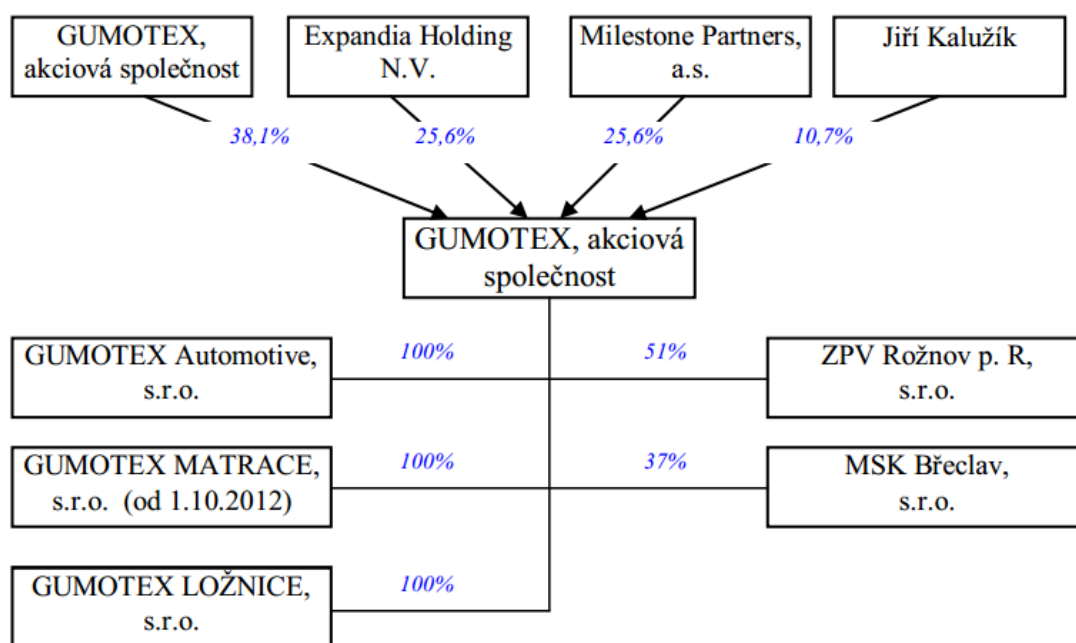 GUMOTEX,
akciová společnost
Expandia Holding
N.V.
Milestone Partners,
a.s.
Jiří Kalužík
38,1%
25,6%
25,6%
10,7%
GUMOTEX, akciová
společnost
GUMOTEX Automotive,
s.r.o.
100%
51%
ZPV Rožnov p. R,
s.r.o.
GUMOTEX MATRACE,
s.r.o. (od 1.10.2012)
100%
37%
MSK Břeclav,
s.r.o.
GUMOTEX LOŽNICE,
s.r.o.
100%